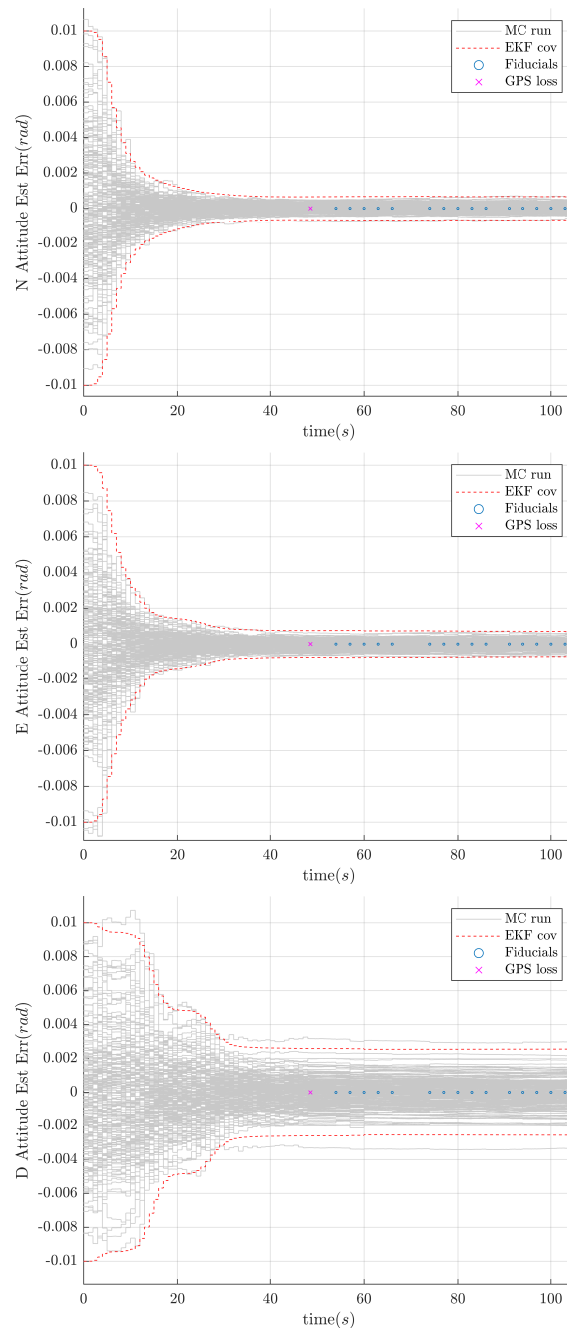 N Attitude Est Err(rad)
0.01
0.008
0.006
0.004
0.002
0
-0.002
-0.004
-0.006
-0.008
-0.01
0 20 40 60 80 100
time(s)
MC run
EKF cov
Fiducials
GPS loss
E Attitude Est Err(rad)
0.01
0.008
0.006
0.004
0.002
0
-0.002
-0.004
-0.006
-0.008
-0.01
0 20 40 60 80 100
time(s)
MC run
EKF cov
Fiducials
GPS loss
D Attitude Est Err(rad)
0.01
0.008
0.006
0.004
0.002
0
-0.002
-0.004
-0.006
-0.008
-0.01
0 20 40 60 80 100
time(s)
MC run
EKF cov
Fiducials
GPS loss